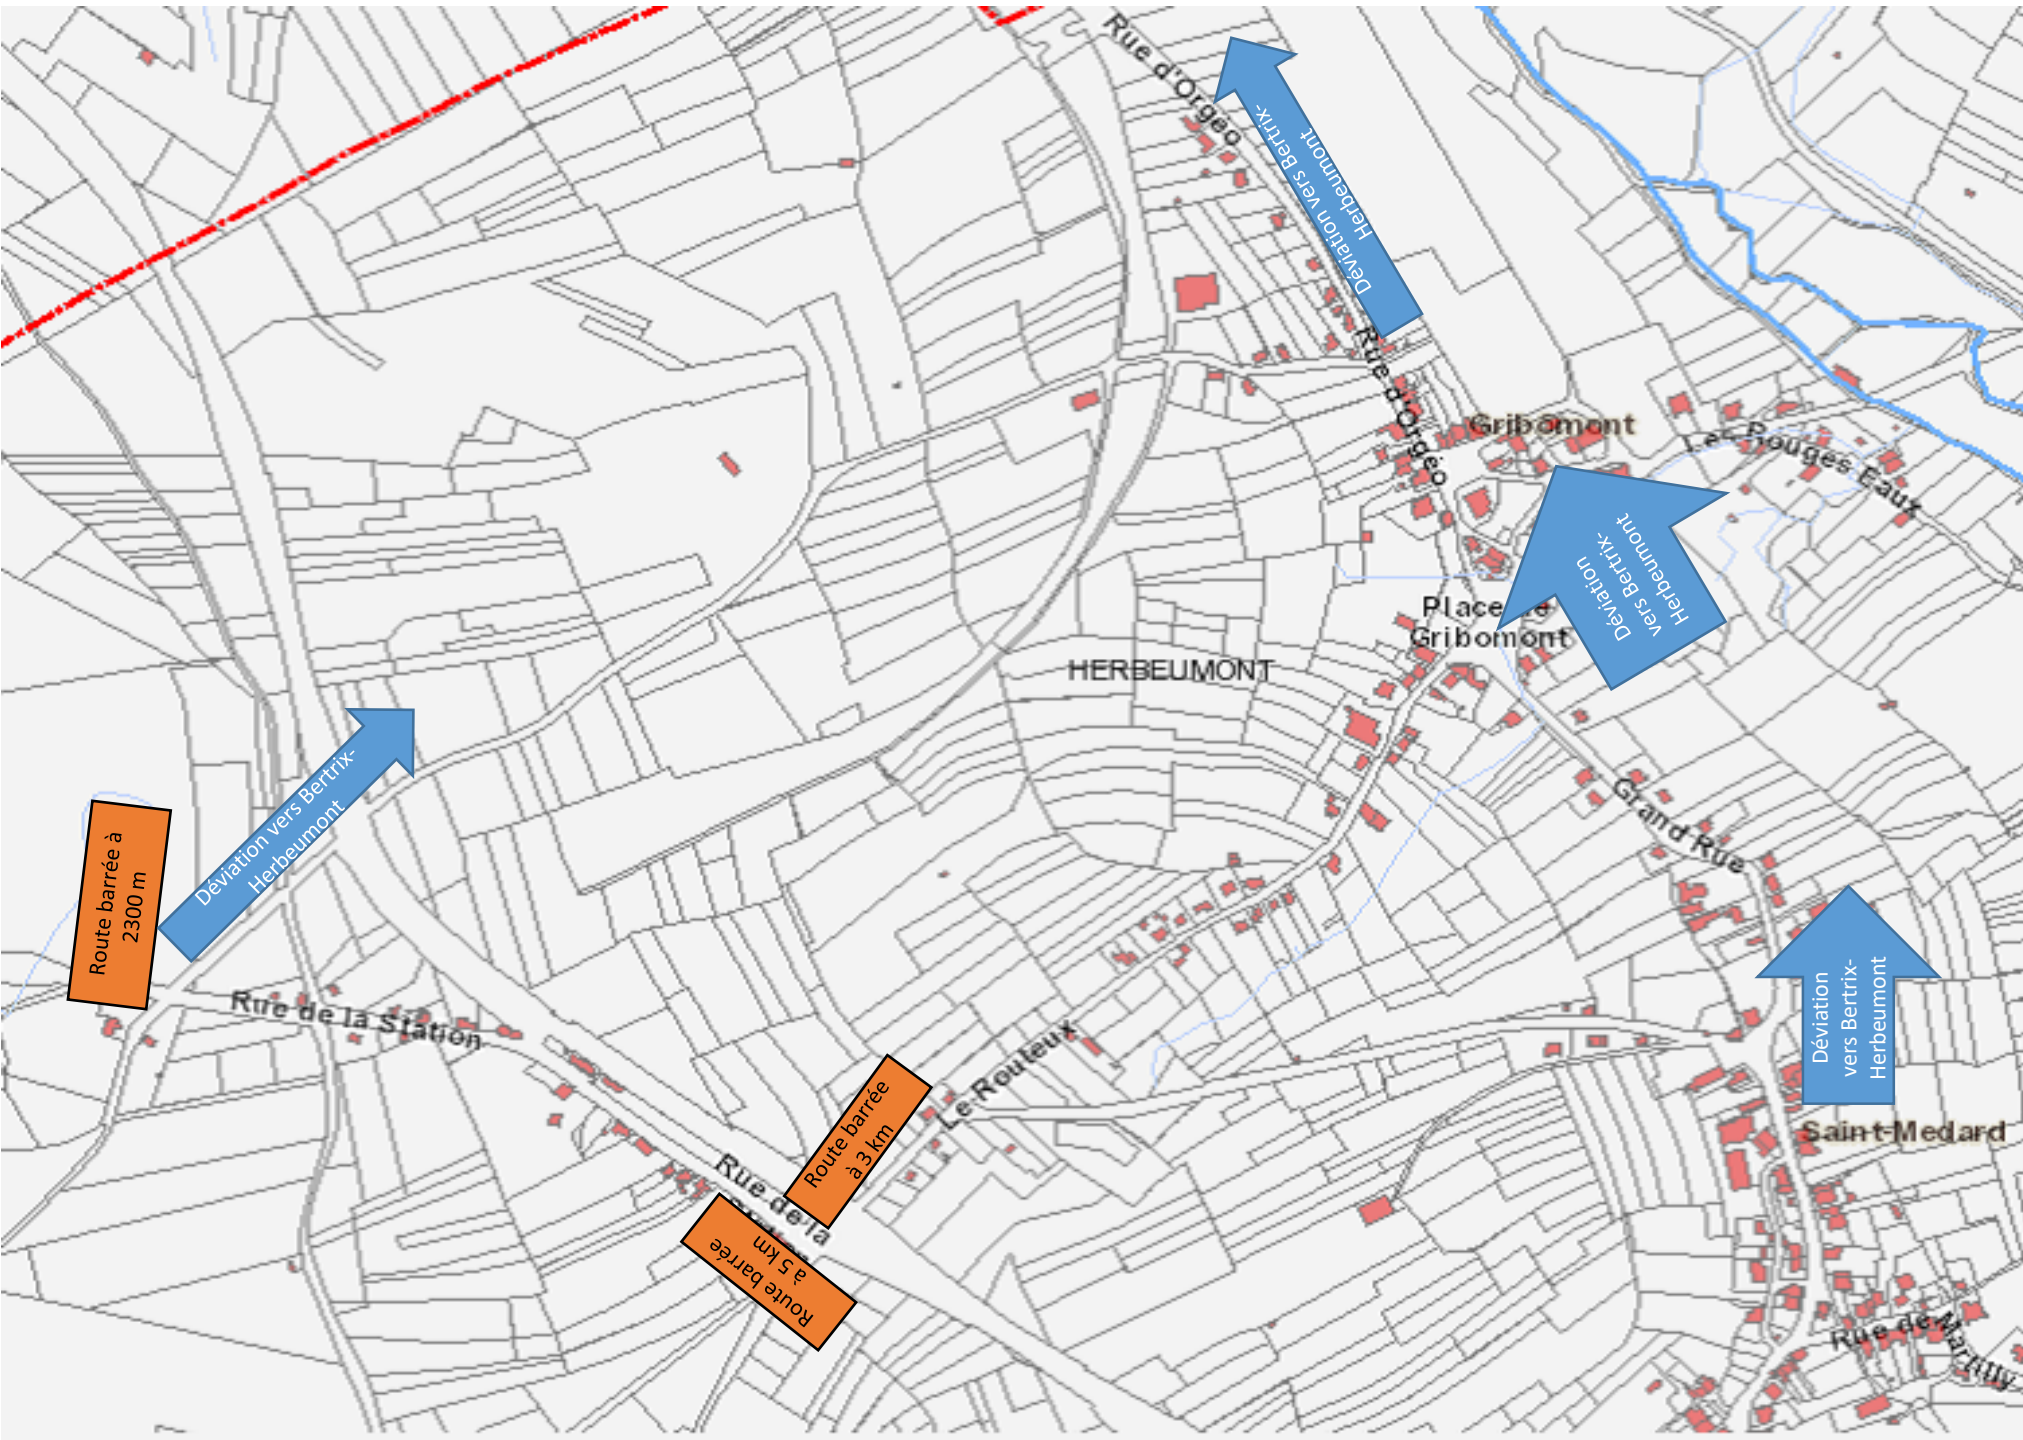 Rue d'Orgéo
Déviation vers Bertrix-
Herbeumont
Rue d'Orgéo
Gribomont
Les Rouges Eaux
Déviation
vers Bertrix-
Herbeumont
Place de
Gribomont
HERBEUMONT
Déviation vers Bertrix-
Herbeumont
Grand Rue
Route barrée à
2300 m
Déviation
vers Bertrix-
Herbeumont
Rue de la Station
Le Rouleux
Route barrée
à 3 km
Saint-Medard
Rue de la
Route barrée
à 5 km
Rue de Martilly